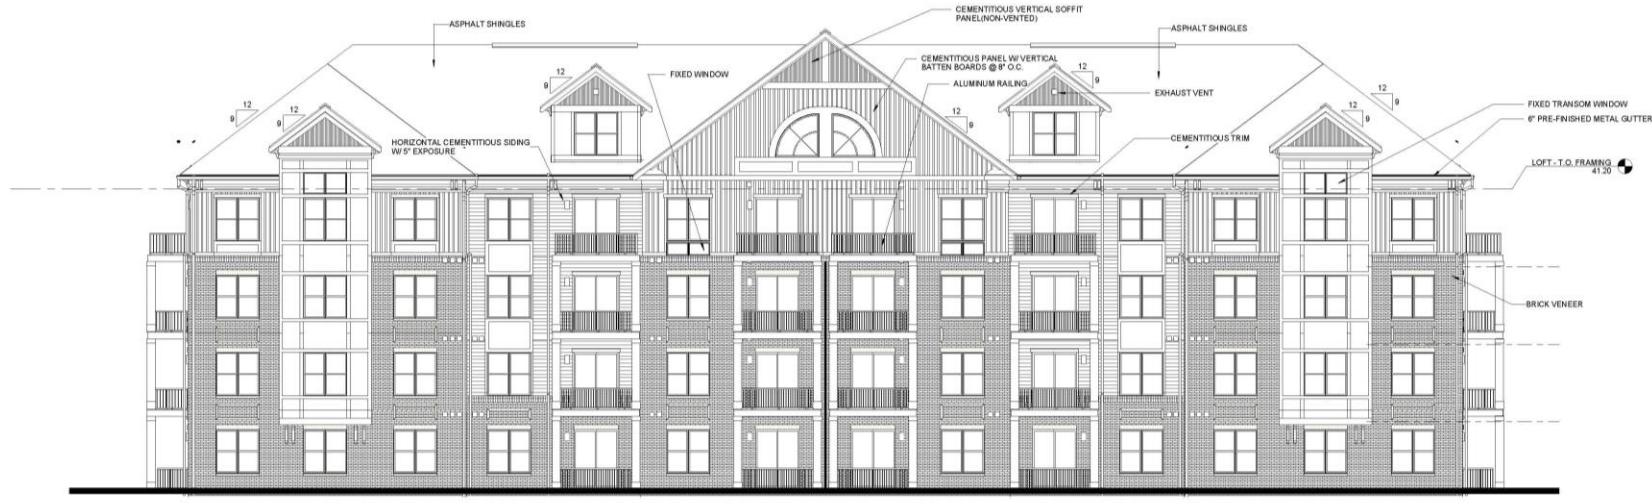 CEMENTITIOUS VERTICAL SOFFIT
PANEL(NON-VENTED)
ASPHALT SHINGLES
ASPHALT SHINGLES
CEMENTITIOUS PANEL W/ VERTICAL
BATTEN BOARDS @ 8" O.C.
FIXED WINDOW
12
9
12
9
ALUMINUM RAILING
EXHAUST VENT
12
9
FIXED TRANSOM WINDOW
12
9
12
9
12
9
12
9
6" PRE-FINISHED METAL GUTTER
HORIZONTAL CEMENTITIOUS SIDING
W/ 5" EXPOSURE
CEMENTITIOUS TRIM
LOFT - T.O. FRAMING
41.20
BRICK VENEER